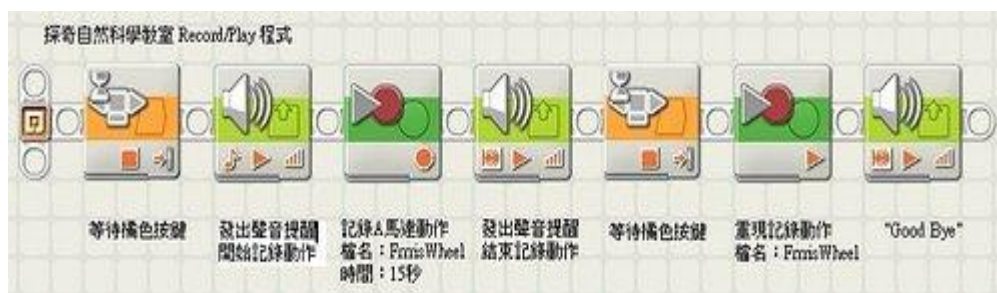 探奇自然科學教室 Record/Play 程式
等待橘色按鍵
發出聲音提醒
開始記錄動作
記錄A馬達動作
檔名：FrrisWheel
時間：15秒
發出聲音提醒
結束記錄動作
等待橘色按鍵
重現記錄動作
檔名：FrrisWheel
"Good Bye"